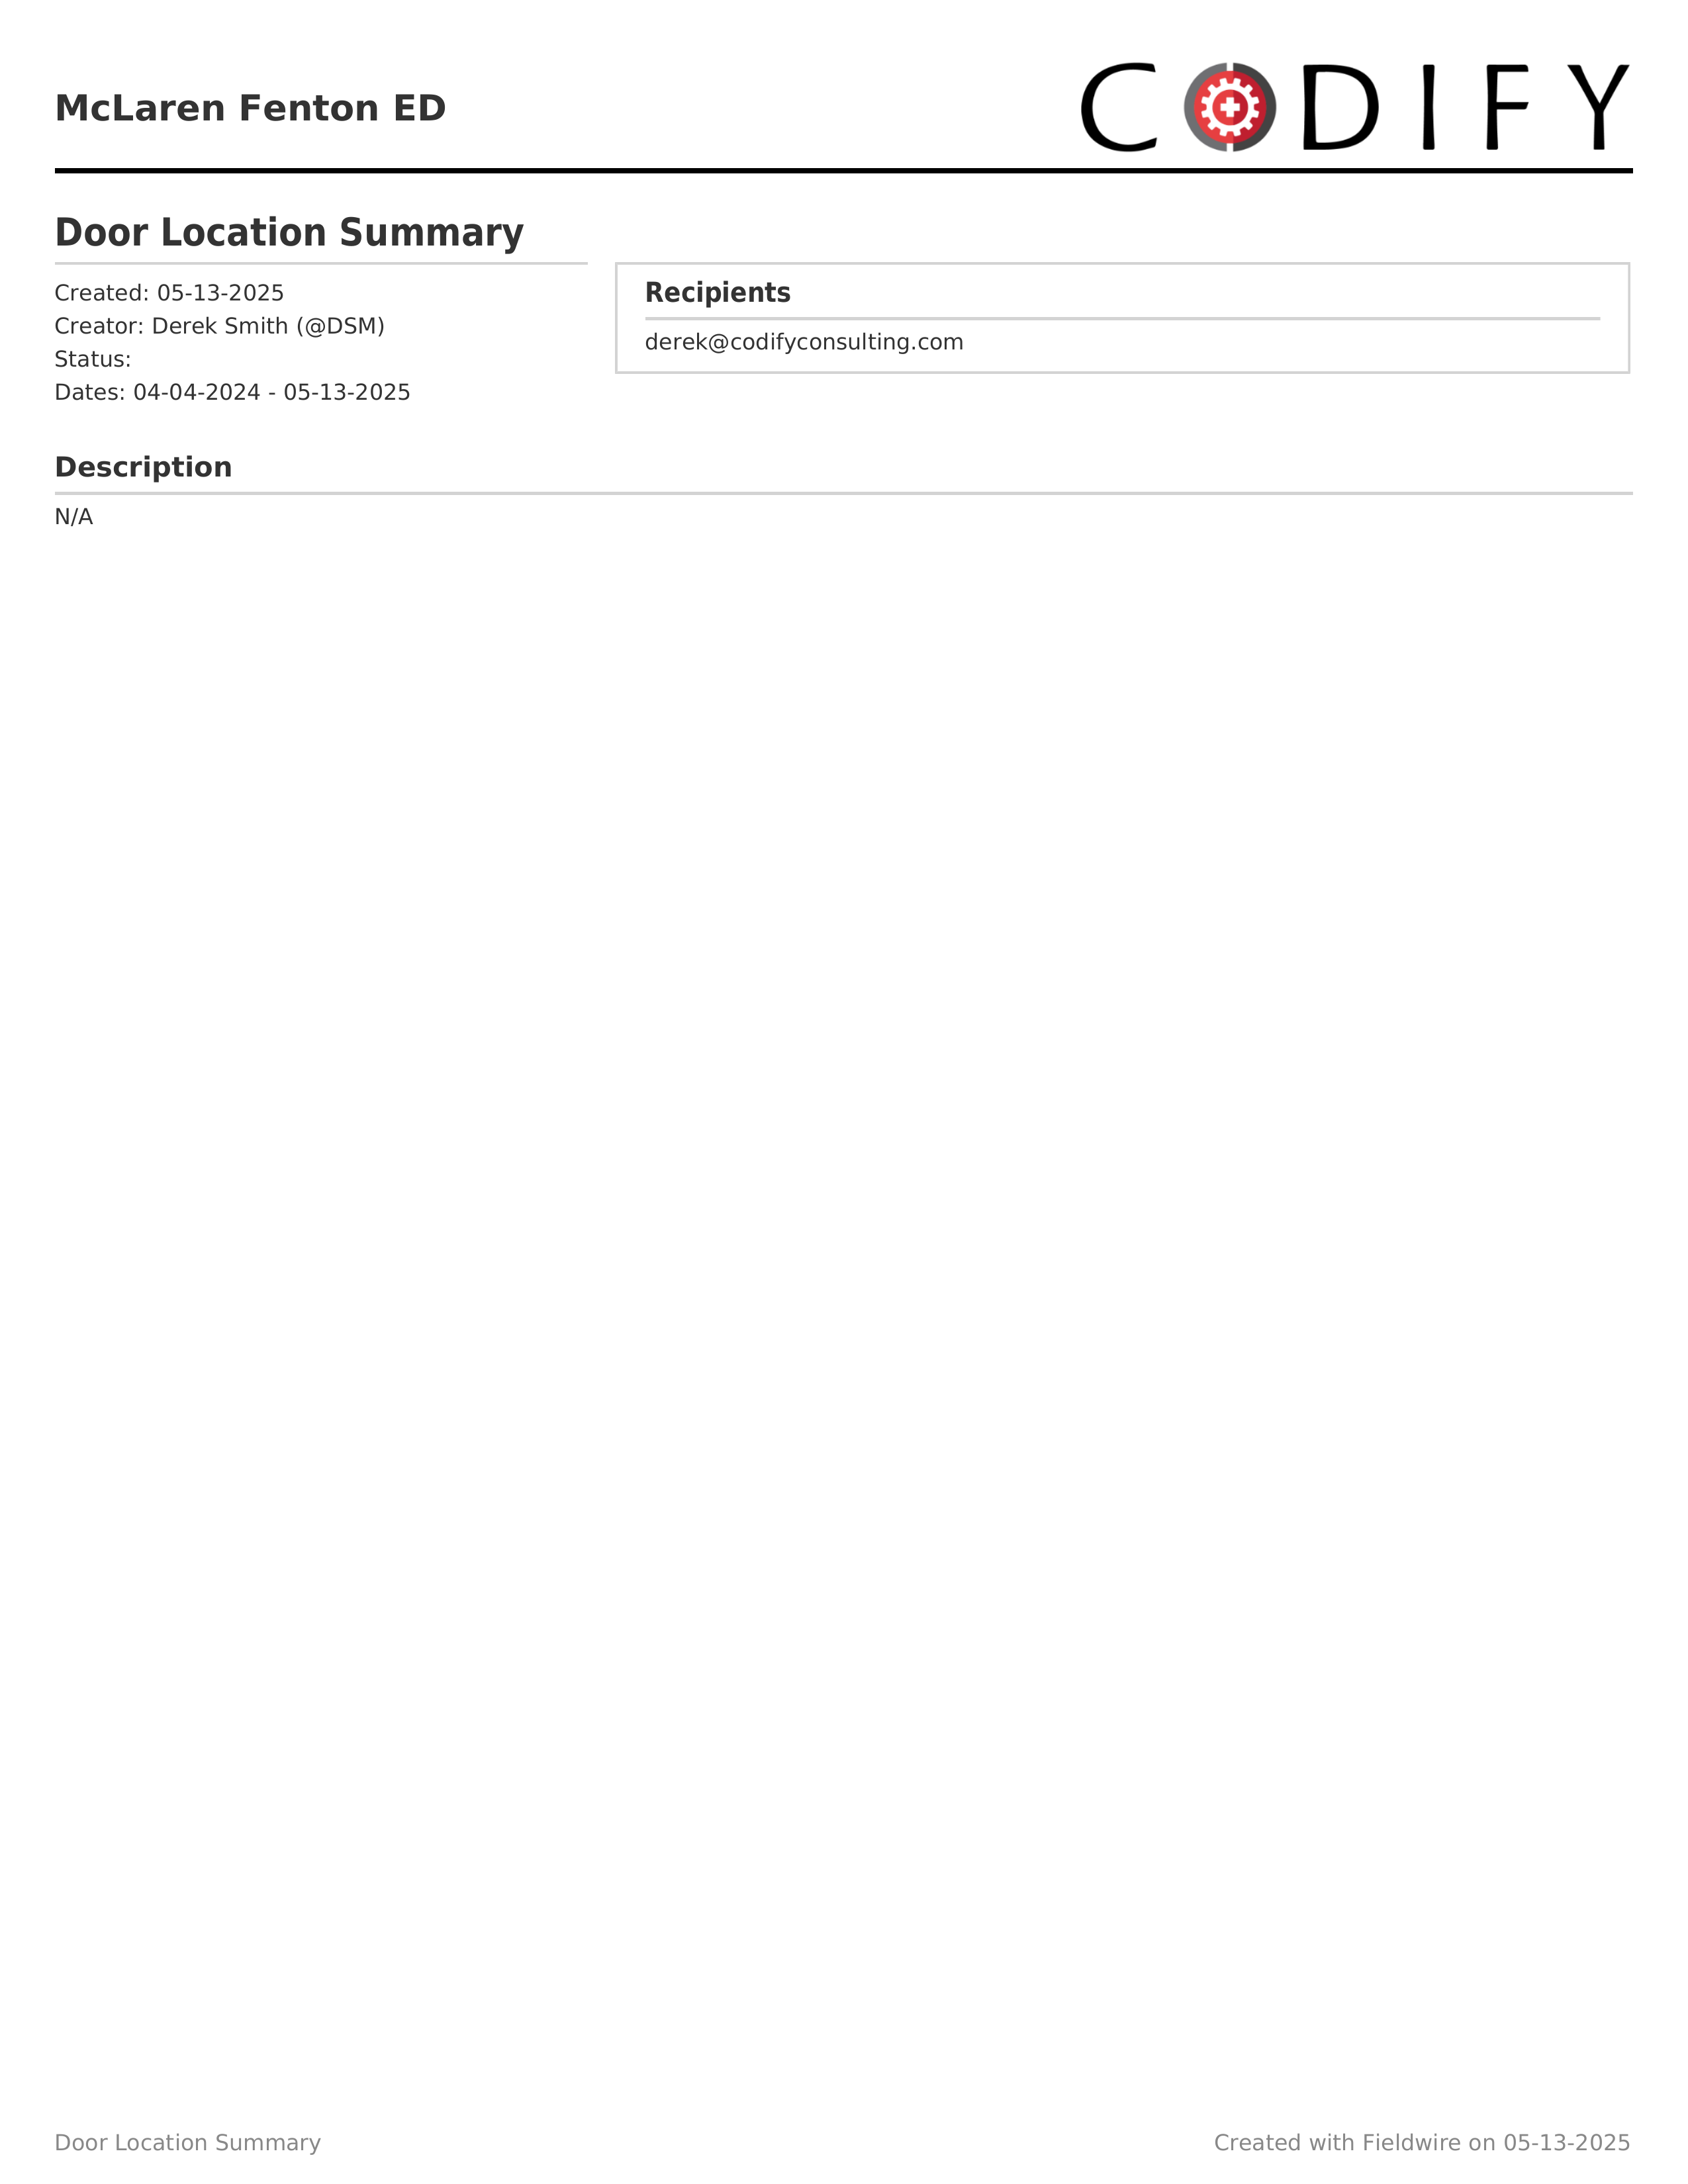 McLaren Fenton ED
CODIFY
Door Location Summary
Created: 05-13-2025
Creator: Derek Smith (@DSM)
Status:
Dates: 04-04-2024 - 05-13-2025
Recipients
derek@codifyconsulting.com
Description
N/A
Door Location Summary
Created with Fieldwire on 05-13-2025